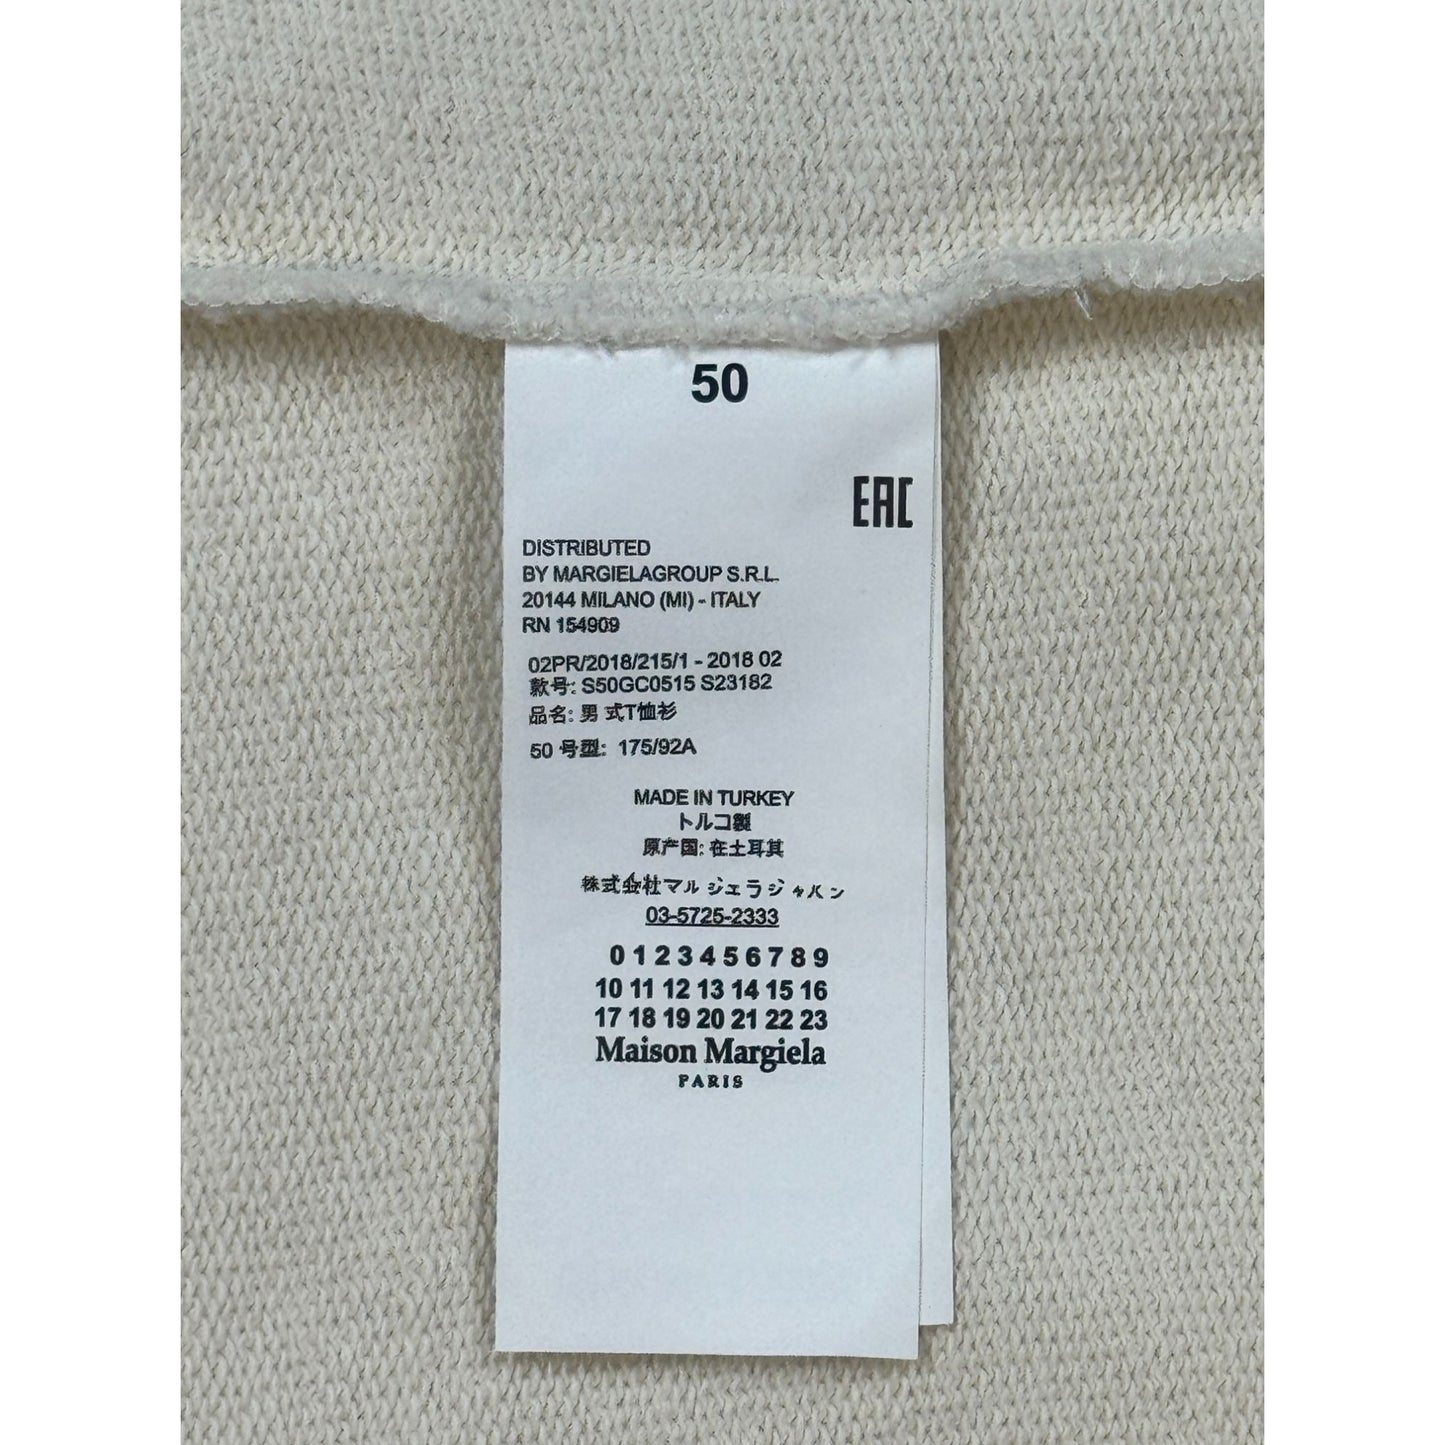 50
EAC
DISTRIBUTED
BY MARGIELAGROUP S.R.L.
20144 MILANO (MI) - ITALY
RN 154909
02PR/2018/215/1 - 2018 02
款号: S50GC0515 S23182
品名: 男 式T恤衫
50 号型: 175/92A
MADE IN TURKEY
トルコ製
原产国: 在土耳其
株式会社マルジェラジャパン
03-5725-2333
0 1 2 3 4 5 6 7 8 9
10 11 12 13 14 15 16
17 18 19 20 21 22 23
Maison Margiela
PARIS